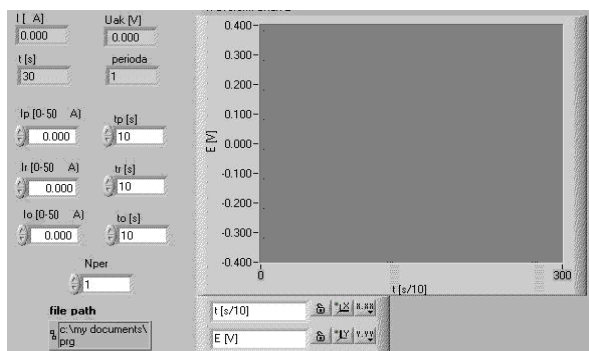 I [ A]
Uak [V]
0.000
0.000
t [s]
perioda
30
1
Ip [0-50 A]
tp [s]
0.000
10
Ir [0-50 A]
tr [s]
0.000
10
Io [0-50 A]
to [s]
0.000
10
Nper
1
file path
c:\my documents\
prg
0.400
0.300
0.200
0.100
0.000
-0.100
-0.200
-0.300
-0.400
E [V]
0
300
t [s/10]
t [s/10]
X
X.XX
E [V]
Y
Y.YY